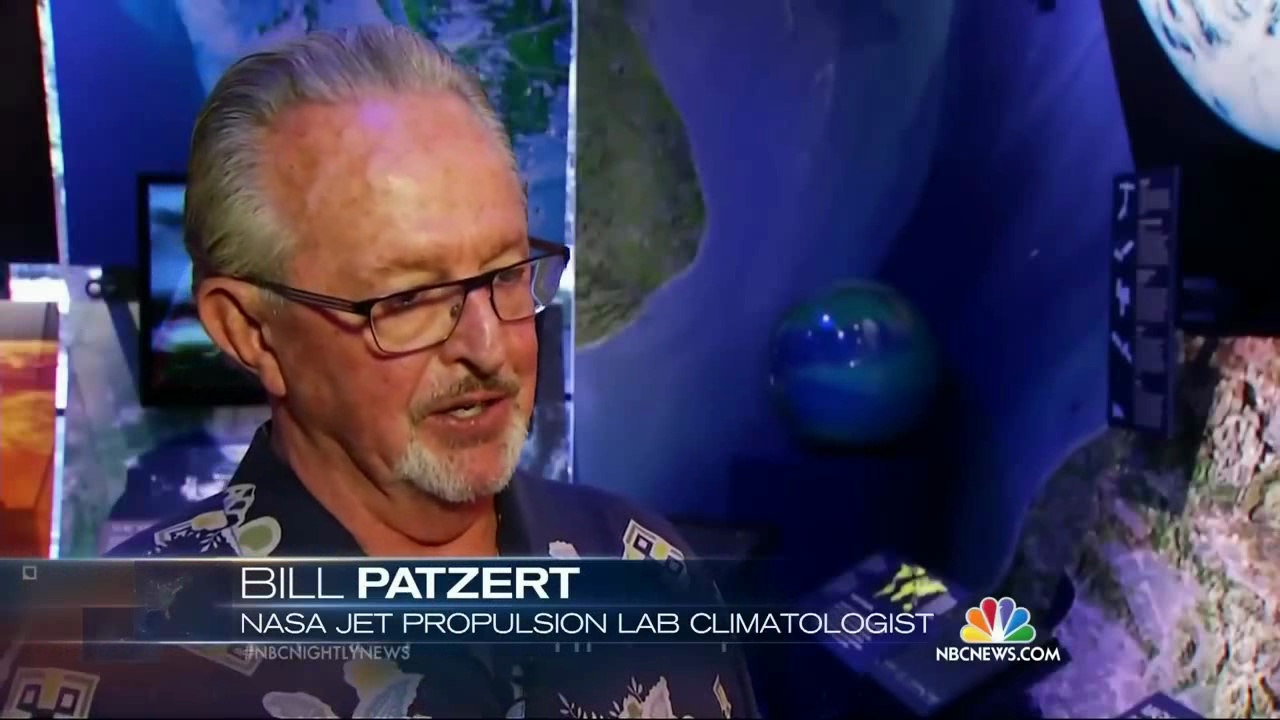 BILL PATZERT
NASA JET PROPULSION LAB CLIMATOLOGIST
#NBCNIGHTLYNEWS
NBCNEWS.COM